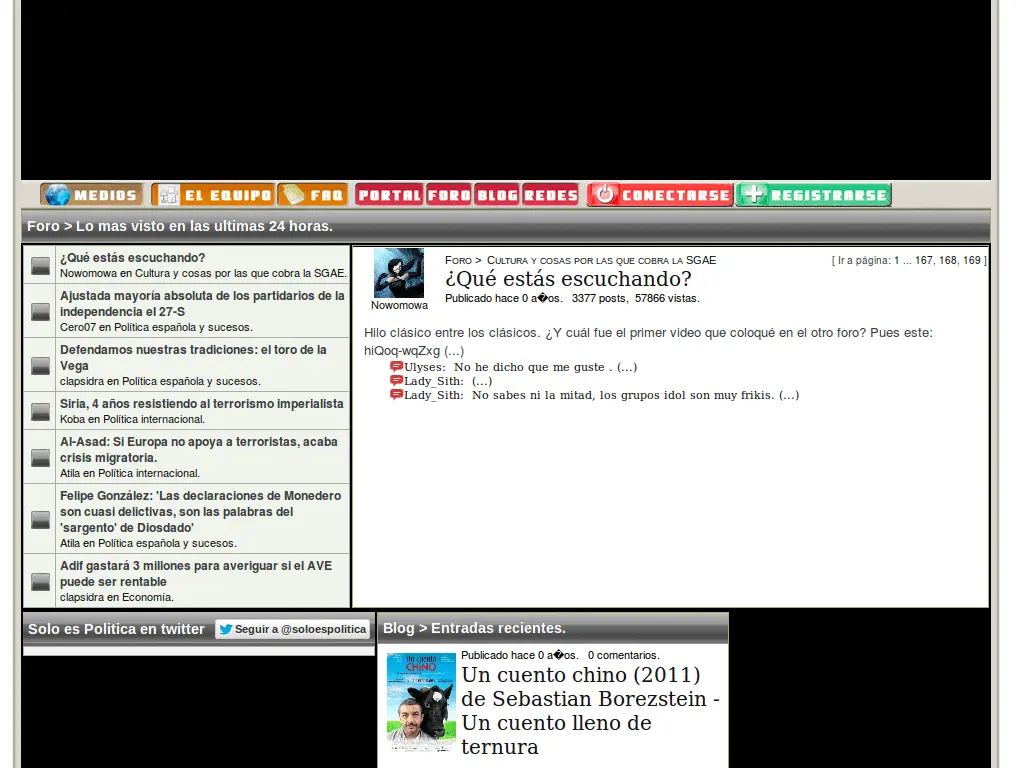 MEDIOS EL EQUIPO FAQ PORTAL FORO BLOG REDES CONECTARSE REGISTRARSE
Foro > Lo mas visto en las ultimas 24 horas.
¿Qué estás escuchando?
Nowomowa en Cultura y cosas por las que cobra la SGAE.
Ajustada mayoría absoluta de los partidarios de la
independencia el 27-S
Cero07 en Política española y sucesos.
Defendamos nuestras tradiciones: el toro de la
Vega
clapsidra en Política española y sucesos.
Siria, 4 años resistiendo al terrorismo imperialista
Koba en Política internacional.
Al-Asad: Si Europa no apoya a terroristas, acaba
crisis migratoria.
Atila en Política internacional.
Felipe González: 'Las declaraciones de Monedero
son cuasi delictivas, son las palabras del
'sargento' de Diosdado'
Atila en Política española y sucesos.
Adif gastará 3 millones para averiguar si el AVE
puede ser rentable
clapsidra en Economía.
Nowomowa
Foro > Cultura y cosas por las que cobra la SGAE
[ Ir a página: 1 ... 167, 168, 169 ]
¿Qué estás escuchando?
Publicado hace 0 a�os. 3377 posts, 57866 vistas.
Hilo clásico entre los clásicos. ¿Y cuál fue el primer video que coloqué en el otro foro? Pues este:
hiQoq-wqZxg (...)
Ulyses: No he dicho que me guste . (...)
Lady_Sith: (...)
Lady_Sith: No sabes ni la mitad, los grupos idol son muy frikis. (...)
Solo es Politica en twitter
Seguir a @soloespolitica
Blog > Entradas recientes.
Un cuento
CHINO
Publicado hace 0 a�os. 0 comentarios.
Un cuento chino (2011)
de Sebastian Borezstein -
Un cuento lleno de
ternura